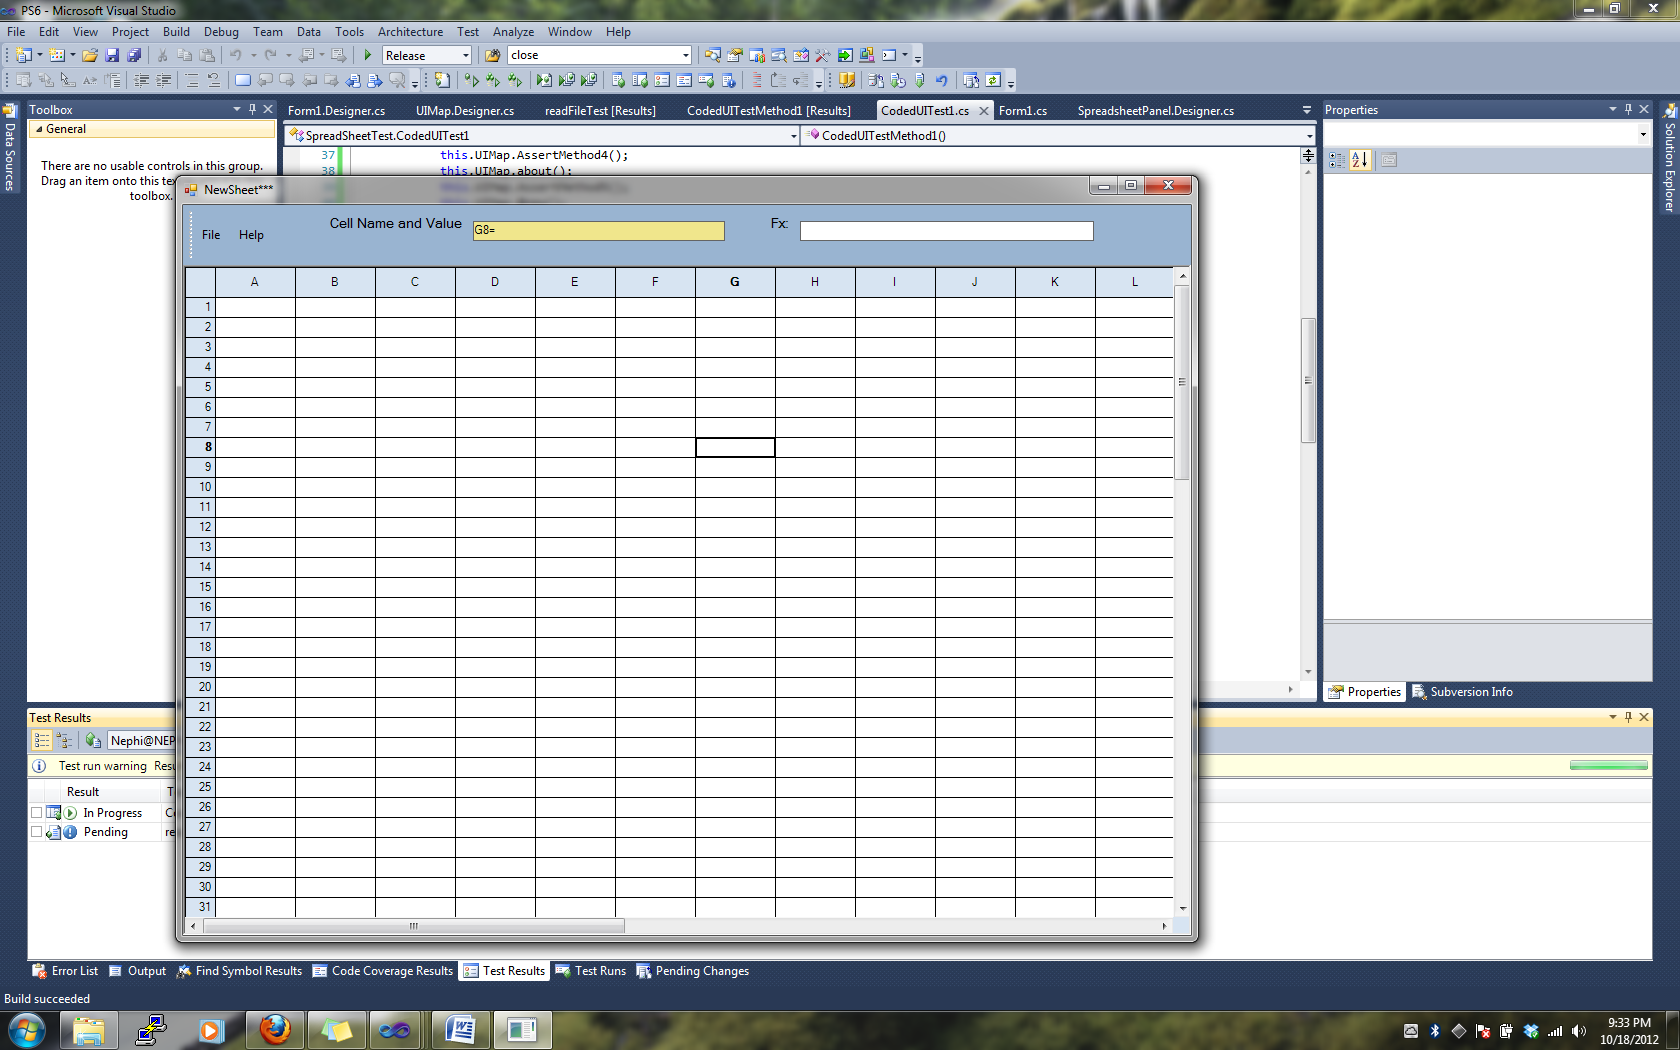 PS6 - Microsoft Visual Studio
File Edit View Project Build Debug Team Data Tools Architecture Test Analyze Window Help
Release close
Toolbox
General
There are no usable controls in this group.
Drag an item onto this tex
toolbox.
Data Sources
Form1.Designer.cs UIMap.Designer.cs readFileTest [Results] CodedUITestMethod1 [Results] CodedUITest1.cs Form1.cs SpreadsheetPanel.Designer.cs
SpreadSheetTest.CodedUITest1 CodedUITestMethod1()
37 this.UIMap.AssertMethod4();
38 this.UIMap.about();
Properties
Solution Explorer
NewSheet***
File Help Cell Name and Value G8= Fx:
A B C D E F G H I J K L
1
2
3
4
5
6
7
8
9
10
11
12
13
14
15
16
17
18
19
20
21
22
23
24
25
26
27
28
29
30
31
Properties Subversion Info
Test Results
Nephi@NEP
Test run warning Resu
Result T
In Progress Co
Pending re
Error List Output Find Symbol Results Code Coverage Results Test Results Test Runs Pending Changes
Build succeeded
9:33 PM
10/18/2012